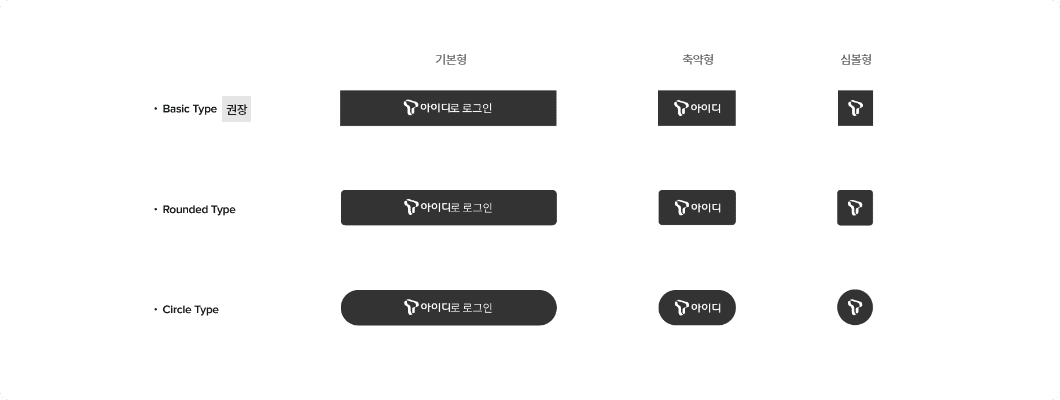 기본형 축약형 심볼형
• Basic Type 권장 아이디로 로그인 아이디
• Rounded Type 아이디로 로그인 아이디
• Circle Type 아이디로 로그인 아이디